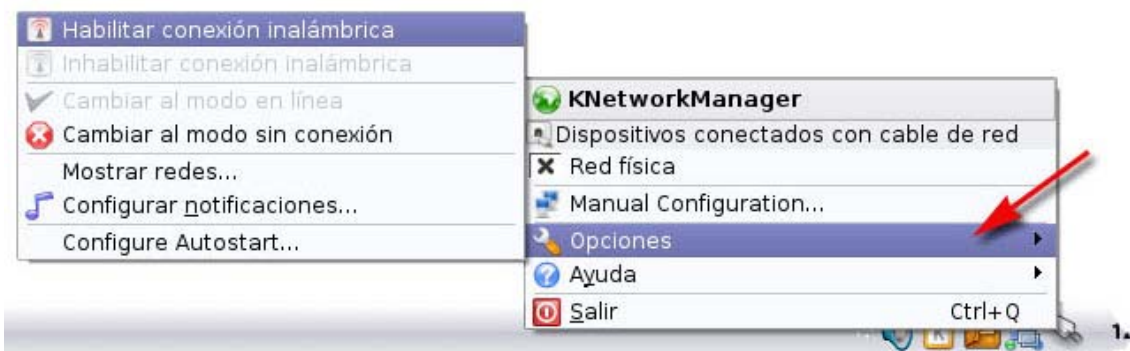 Habilitar conexión inalámbrica
Inhabilitar conexión inalámbrica
Cambiar al modo en línea
Cambiar al modo sin conexión
Mostrar redes...
Configurar notificaciones...
Configure Autostart...
KNetworkManager
Dispositivos conectados con cable de red
Red física
Manual Configuration...
Opciones
Ayuda
Salir Ctrl+Q
K
1.